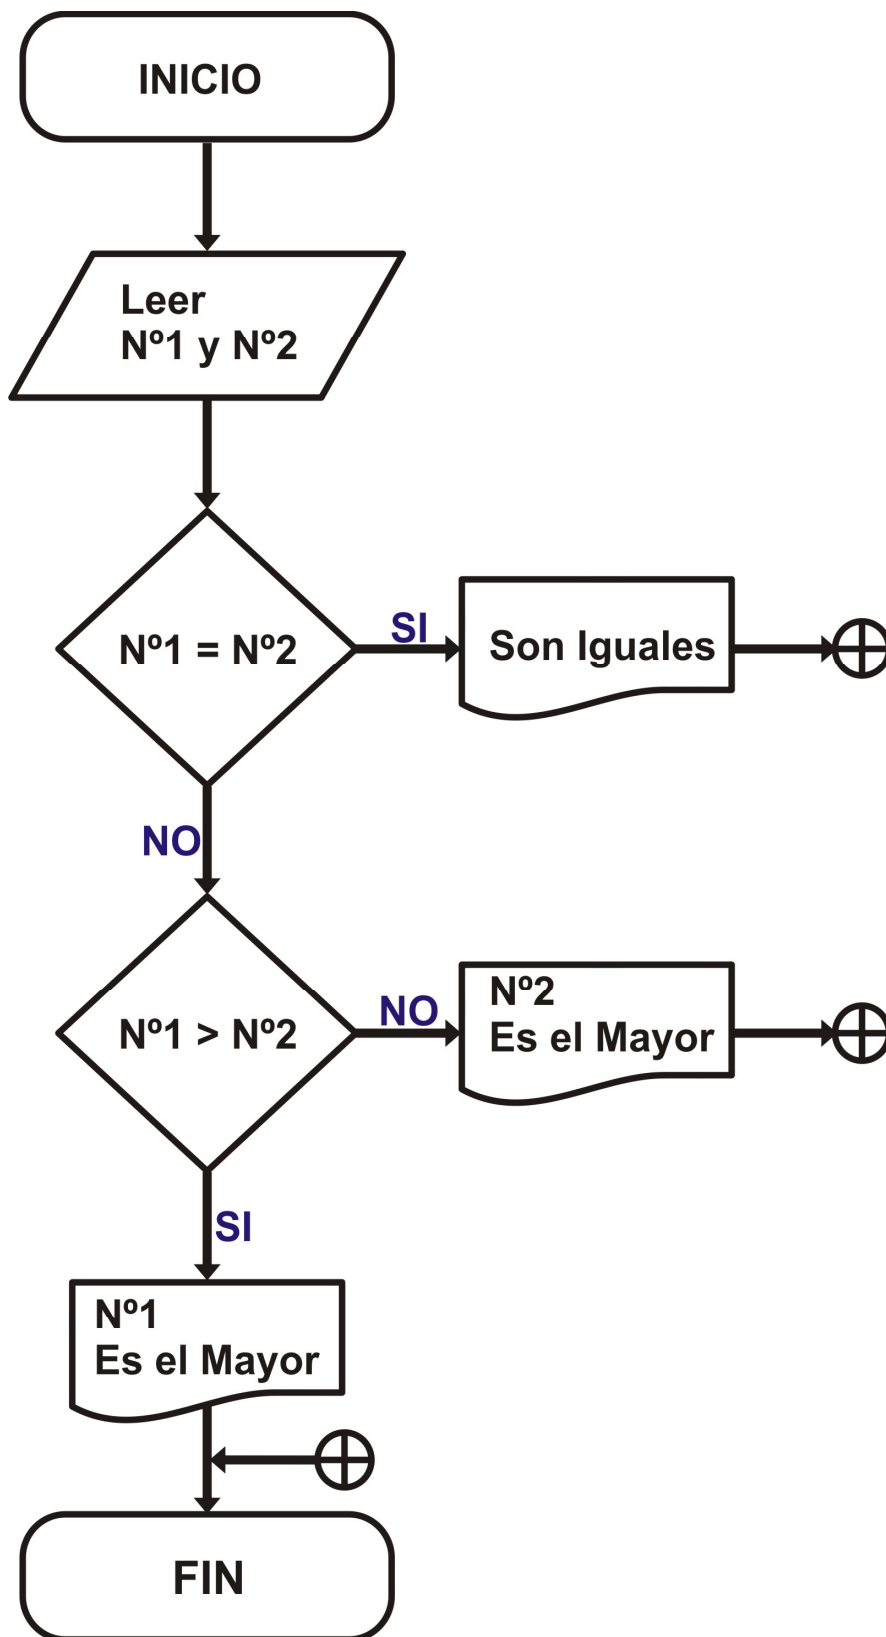 INICIO
Leer
Nº1 y Nº2
Nº1 = Nº2
SI
Son Iguales
NO
Nº1 > Nº2
NO
Nº2
Es el Mayor
SI
Nº1
Es el Mayor
FIN